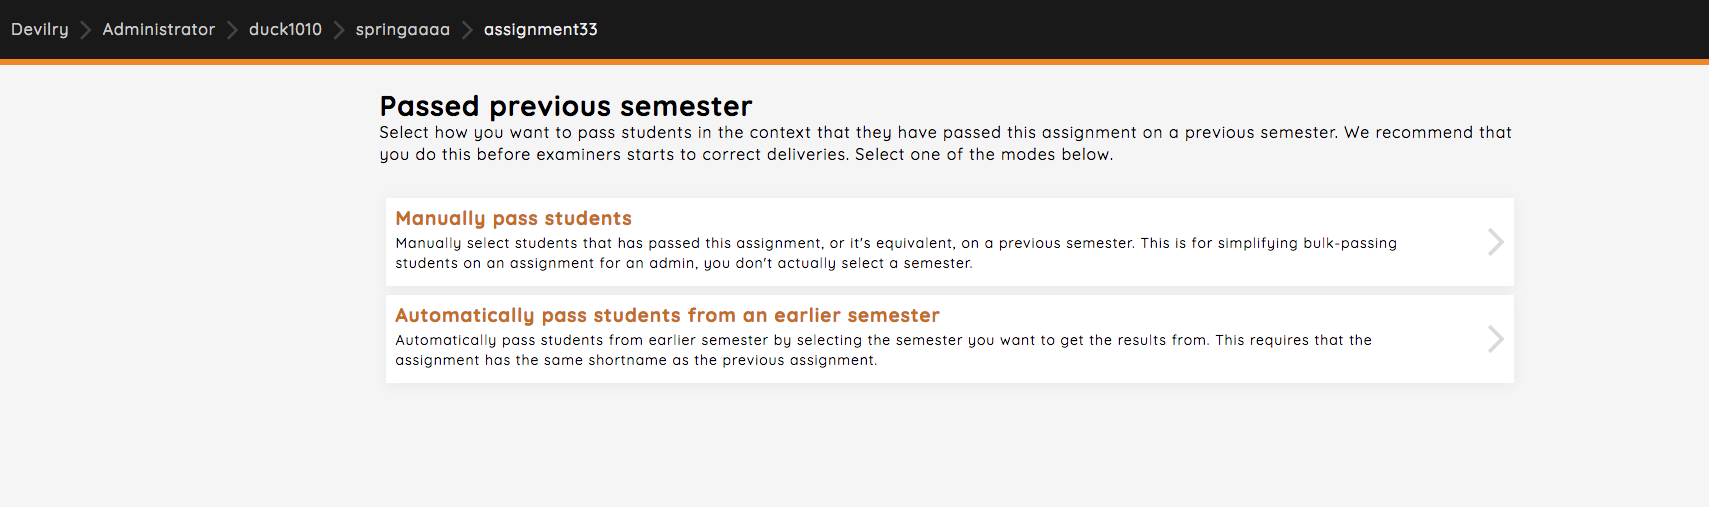 Devilry Administrator duck1010 springaaaa assignment33
Passed previous semester
Select how you want to pass students in the context that they have passed this assignment on a previous semester. We recommend that
you do this before examiners starts to correct deliveries. Select one of the modes below.
Manually pass students
Manually select students that has passed this assignment, or it's equivalent, on a previous semester. This is for simplifying bulk-passing
students on an assignment for an admin, you don't actually select a semester.
Automatically pass students from an earlier semester
Automatically pass students from earlier semester by selecting the semester you want to get the results from. This requires that the
assignment has the same shortname as the previous assignment.